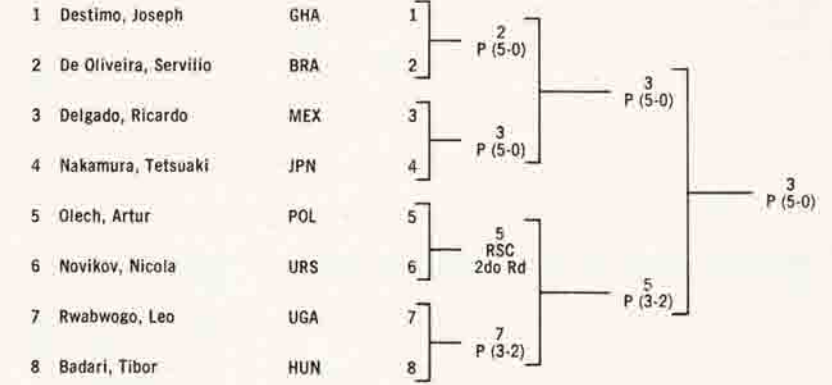 1 Destimo, Joseph GHA 1
2 De Oliveira, Servilio BRA 2
3 Delgado, Ricardo MEX 3
4 Nakamura, Tetsuaki JPN 4
5 Olech, Artur POL 5
6 Novikov, Nicola URS 6
7 Rwabwogo, Leo UGA 7
8 Badari, Tibor HUN 8
2
P (5-0)
3
P (5-0)
5
RSC
2do Rd
7
P (3-2)
3
P (5-0)
5
P (3-2)
3
P (5-0)